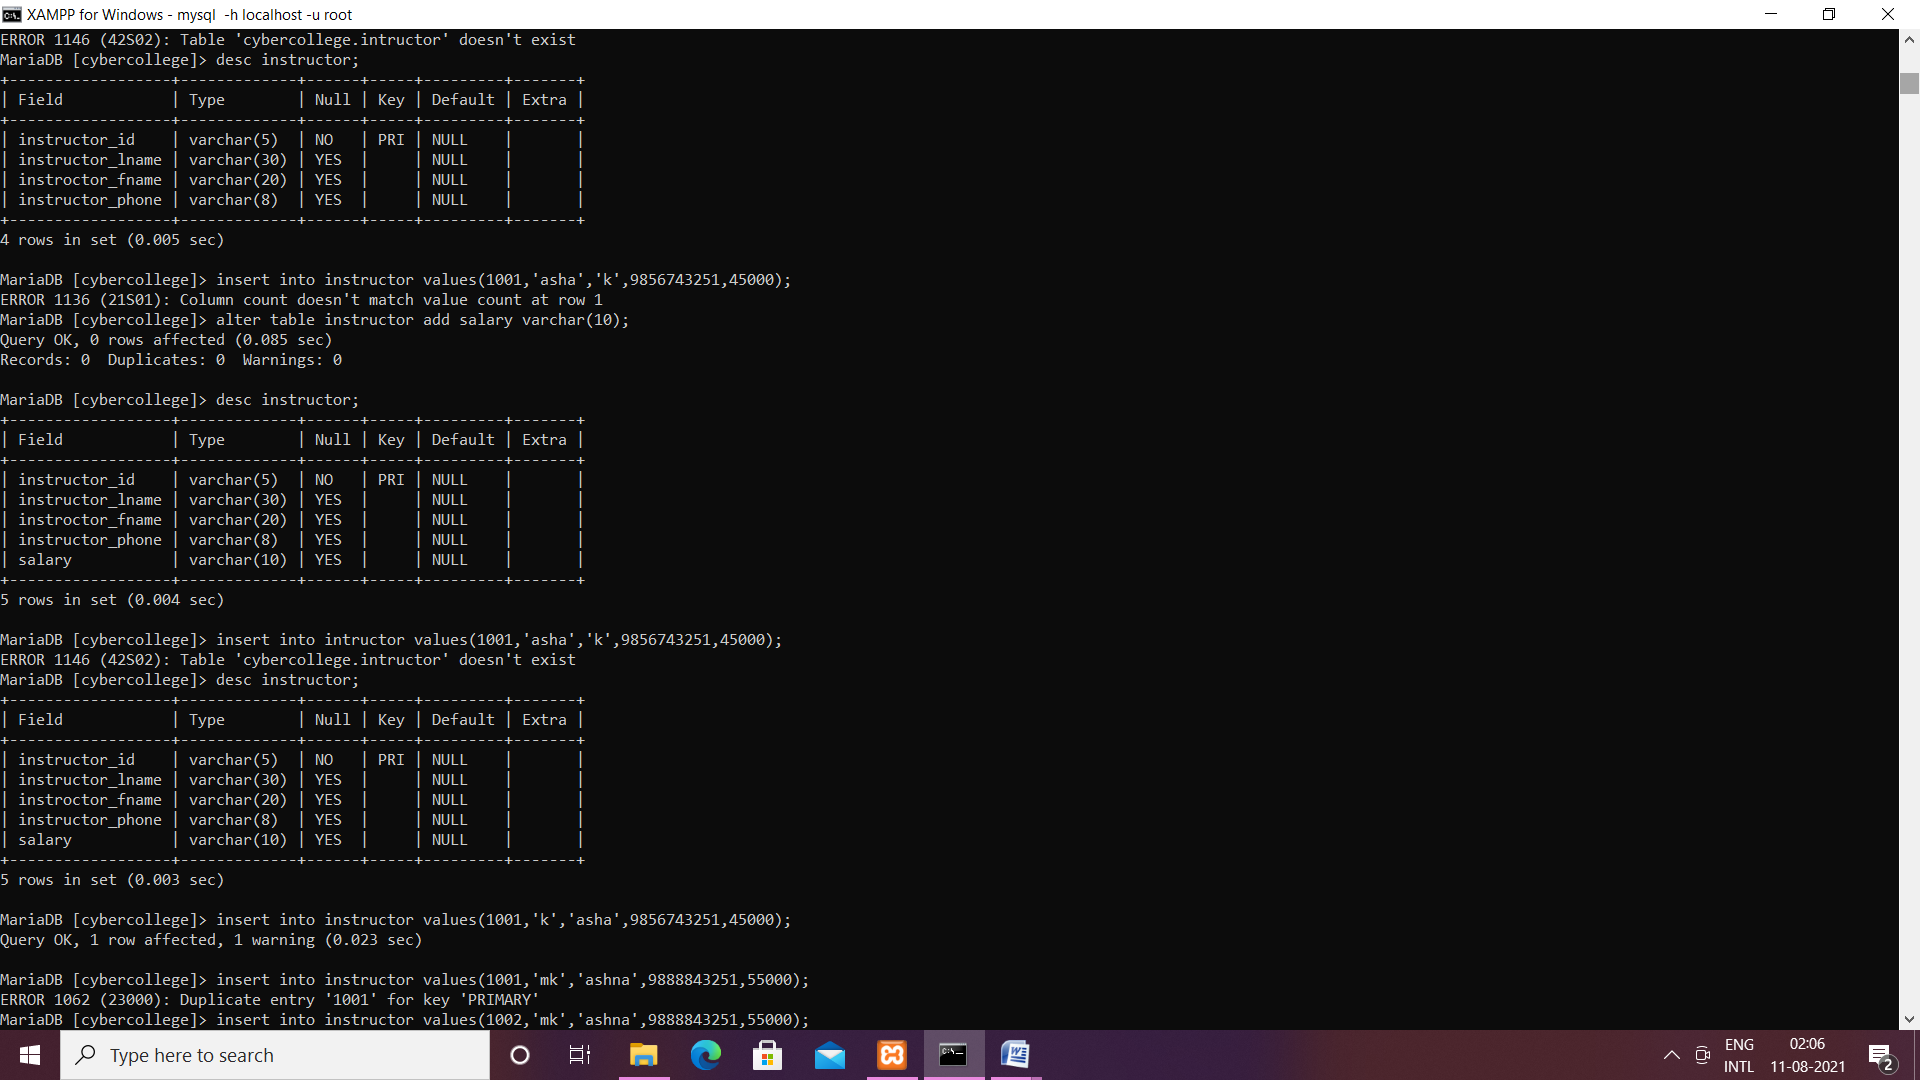 XAMPP for Windows - mysql  -h localhost -u root
ERROR 1146 (42S02): Table 'cybercollege.intructor' doesn't exist
MariaDB [cybercollege]> desc instructor;
+-------------------+-------------+------+-----+---------+-------+
| Field            | Type        | Null | Key | Default | Extra |
+-------------------+-------------+------+-----+---------+-------+
| instructor_id    | varchar(5)  | NO   | PRI | NULL    |       |
| instructor_lname | varchar(30) | YES  |     | NULL    |       |
| instroctor_fname | varchar(20) | YES  |     | NULL    |       |
| instructor_phone | varchar(8)  | YES  |     | NULL    |       |
+-------------------+-------------+------+-----+---------+-------+
4 rows in set (0.005 sec)
MariaDB [cybercollege]> insert into instructor values(1001,'asha','k',9856743251,45000);
ERROR 1136 (21S01): Column count doesn't match value count at row 1
MariaDB [cybercollege]> alter table instructor add salary varchar(10);
Query OK, 0 rows affected (0.085 sec)
Records: 0  Duplicates: 0  Warnings: 0
MariaDB [cybercollege]> desc instructor;
+-------------------+-------------+------+-----+---------+-------+
| Field            | Type        | Null | Key | Default | Extra |
+-------------------+-------------+------+-----+---------+-------+
| instructor_id    | varchar(5)  | NO   | PRI | NULL    |       |
| instructor_lname | varchar(30) | YES  |     | NULL    |       |
| instroctor_fname | varchar(20) | YES  |     | NULL    |       |
| instructor_phone | varchar(8)  | YES  |     | NULL    |       |
| salary           | varchar(10) | YES  |     | NULL    |       |
+-------------------+-------------+------+-----+---------+-------+
5 rows in set (0.004 sec)
MariaDB [cybercollege]> insert into intructor values(1001,'asha','k',9856743251,45000);
ERROR 1146 (42S02): Table 'cybercollege.intructor' doesn't exist
MariaDB [cybercollege]> desc instructor;
+-------------------+-------------+------+-----+---------+-------+
| Field            | Type        | Null | Key | Default | Extra |
+-------------------+-------------+------+-----+---------+-------+
| instructor_id    | varchar(5)  | NO   | PRI | NULL    |       |
| instructor_lname | varchar(30) | YES  |     | NULL    |       |
| instroctor_fname | varchar(20) | YES  |     | NULL    |       |
| instructor_phone | varchar(8)  | YES  |     | NULL    |       |
| salary           | varchar(10) | YES  |     | NULL    |       |
+-------------------+-------------+------+-----+---------+-------+
5 rows in set (0.003 sec)
MariaDB [cybercollege]> insert into instructor values(1001,'k','asha',9856743251,45000);
Query OK, 1 row affected, 1 warning (0.023 sec)
MariaDB [cybercollege]> insert into instructor values(1001,'mk','ashna',9888843251,55000);
ERROR 1062 (23000): Duplicate entry '1001' for key 'PRIMARY'
MariaDB [cybercollege]> insert into instructor values(1002,'mk','ashna',9888843251,55000);
Type here to search
ENG
INTL
02:06
11-08-2021
2